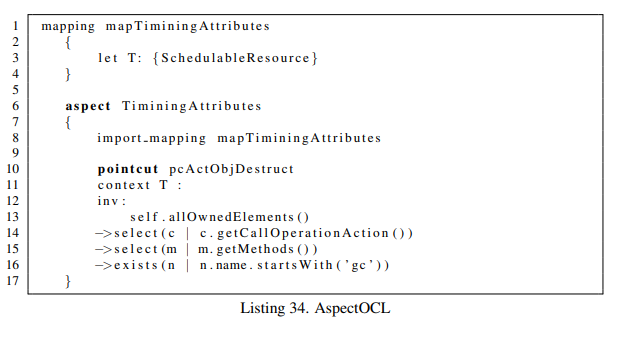 1 mapping mapTiminingAttributes
2 {
3 let T: {SchedulableResource}
4 }
5
6 aspect TiminingAttributes
7 {
8 import_mapping mapTiminingAttributes
9
10 pointcut pcActObjDestruct
11 context T :
12 inv:
13 self.allOwnedElements()
14 −>select(c | c.getCallOperationAction())
15 −>select(m | m.getMethods())
16 −>exists(n | n.name.startsWith('gc'))
17 }
Listing 34. AspectOCL